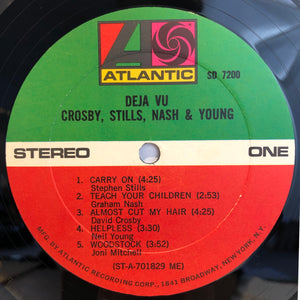 ATLANTIC
SD 7200
DEJA VU
CROSBY, STILLS, NASH & YOUNG
STEREO
ONE
1. CARRY ON (4:25)
Stephen Stills
2. TEACH YOUR CHILDREN (2:53)
Graham Nash
3. ALMOST CUT MY HAIR (4:25)
David Crosby
4. HELPLESS (3:30)
Neil Young
5. WOODSTOCK (3:52)
Joni Mitchell
(ST-A-701829 ME)
MFG. BY ATLANTIC RECORDING CORP., 1841 BROADWAY, NEW YORK, N.Y.